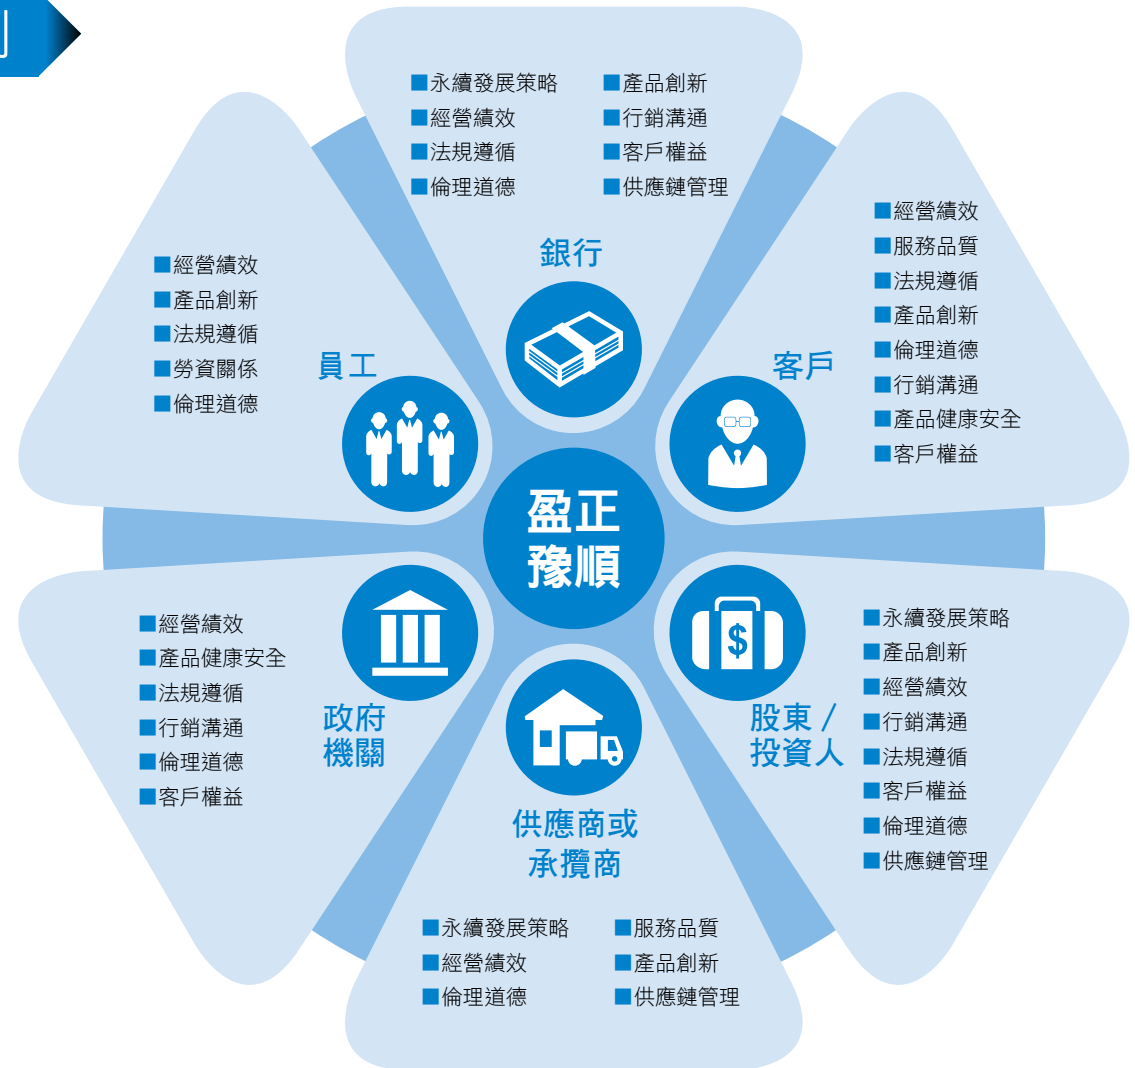 永續發展策略
經營績效
法規遵循
倫理道德
產品創新
行銷溝通
客戶權益
供應鏈管理
銀行
經營績效
服務品質
法規遵循
產品創新
倫理道德
行銷溝通
產品健康安全
客戶權益
客戶
經營績效
產品創新
法規遵循
勞資關係
倫理道德
員工
盈正
豫順
經營績效
產品健康安全
法規遵循
行銷溝通
倫理道德
客戶權益
政府
機關
$
股東 /
投資人
永續發展策略
產品創新
經營績效
行銷溝通
法規遵循
客戶權益
倫理道德
供應鏈管理
供應商或
承攬商
永續發展策略
經營績效
倫理道德
服務品質
產品創新
供應鏈管理